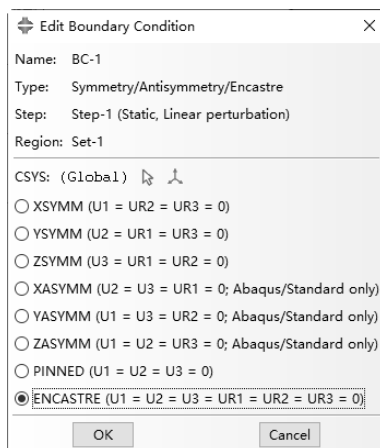 Edit Boundary Condition
Name: BC-1
Type: Symmetry/Antisymmetry/Encastre
Step: Step-1 (Static, Linear perturbation)
Region: Set-1
CSYS: (Global)
XSYMM (U1 = UR2 = UR3 = 0)
YSYMM (U2 = UR1 = UR3 = 0)
ZSYMM (U3 = UR1 = UR2 = 0)
XASYMM (U2 = U3 = UR1 = 0; Abaqus/Standard only)
YASYMM (U1 = U3 = UR2 = 0; Abaqus/Standard only)
ZASYMM (U1 = U2 = UR3 = 0; Abaqus/Standard only)
PINNED (U1 = U2 = U3 = 0)
ENCASTRE (U1 = U2 = U3 = UR1 = UR2 = UR3 = 0)
OK Cancel